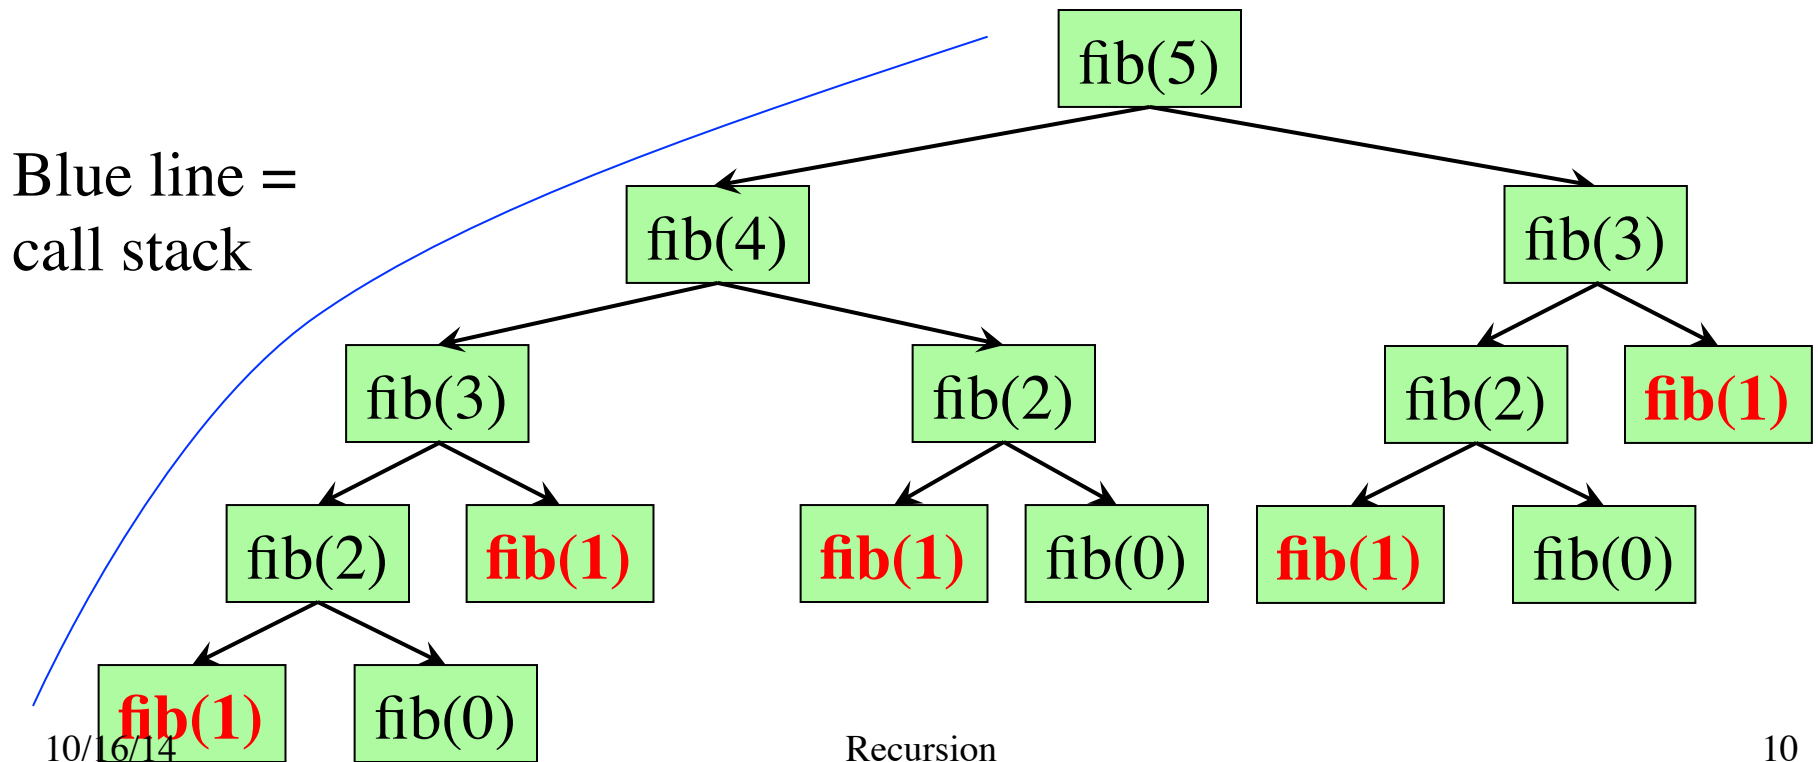 fib(5)
Blue line =
call stack
fib(4)
fib(3)
fib(3)
fib(2)
fib(2)
fib(1)
fib(2)
fib(1)
fib(1)
fib(0)
fib(1)
fib(0)
fib(1)
fib(0)
10/16/14
Recursion
10